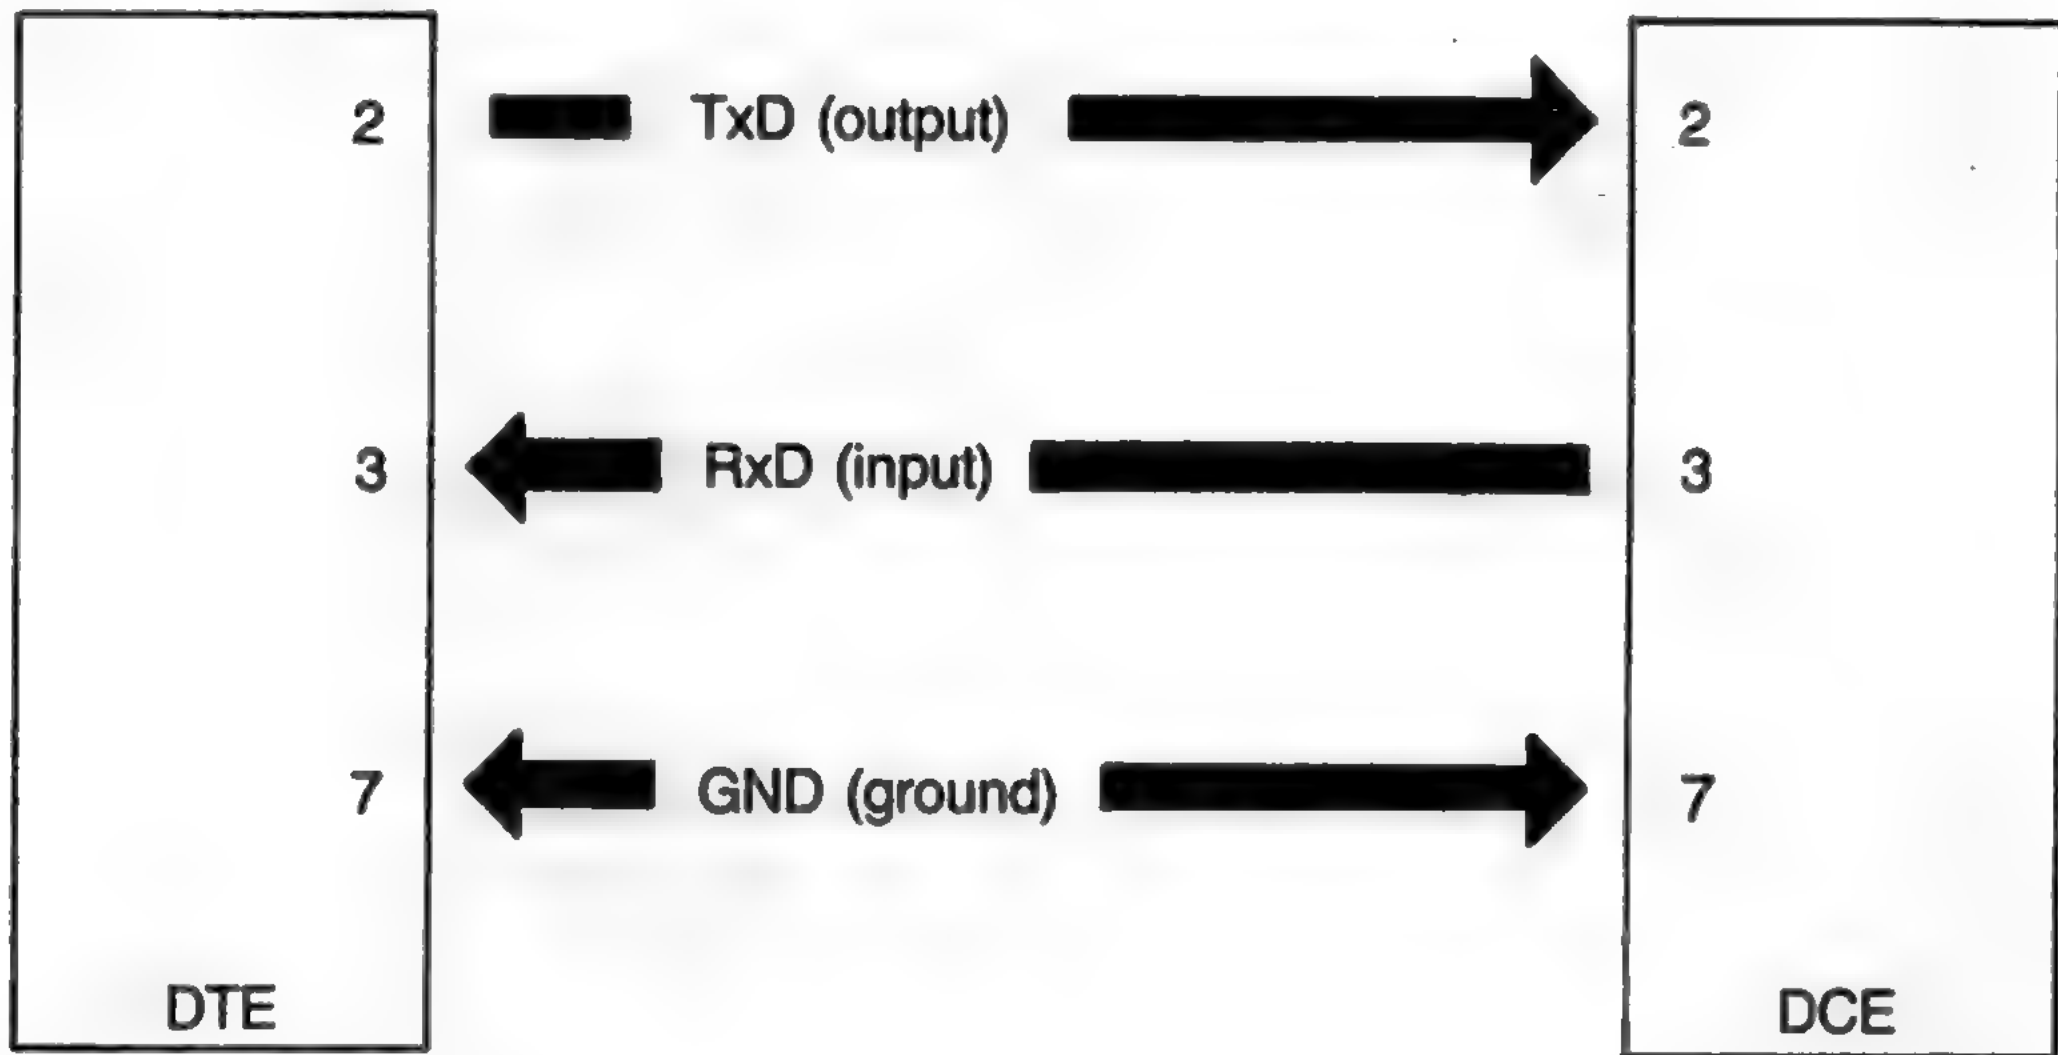 2 TxD (output) 2
3 RxD (input) 3
7 GND (ground) 7
DTE DCE